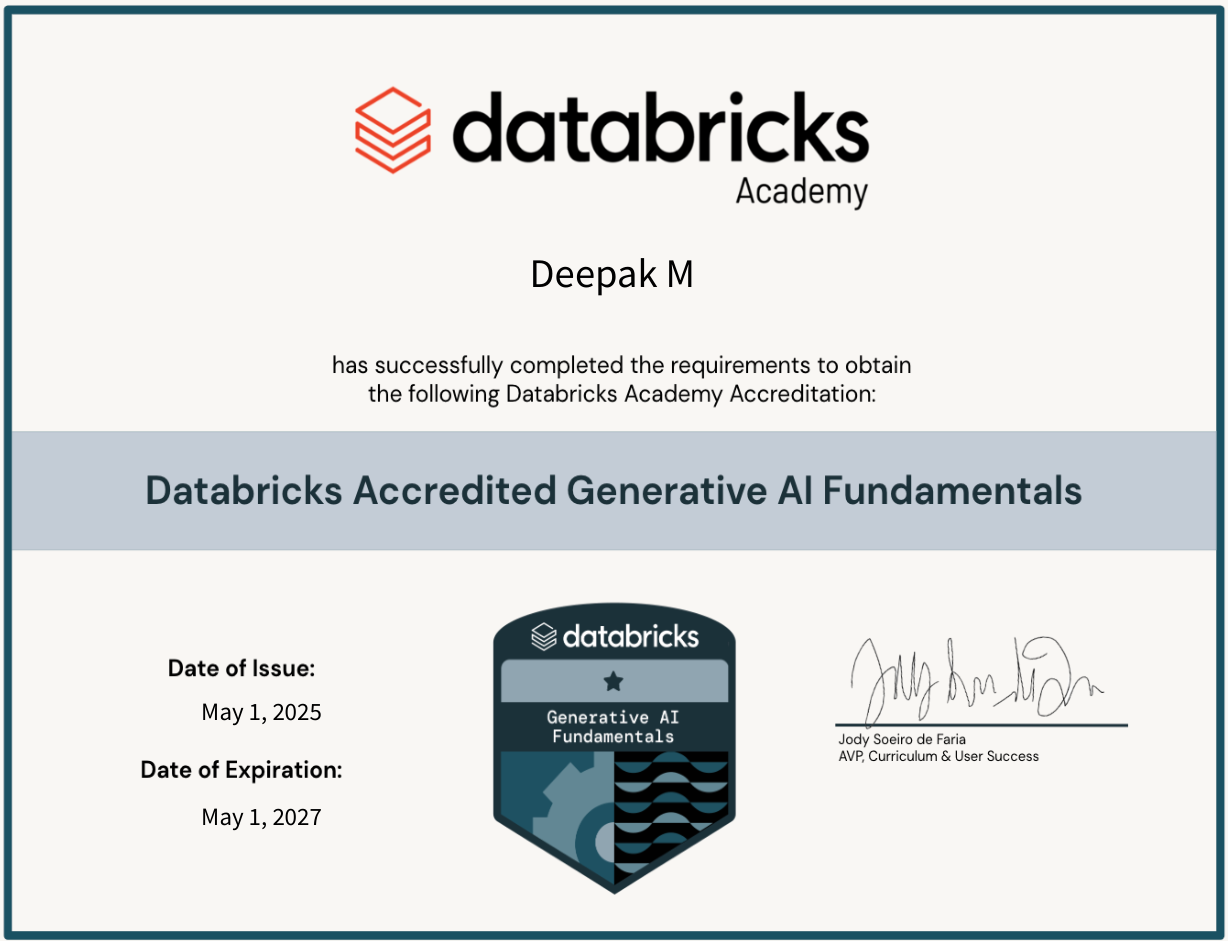 databricks
Academy
Deepak M
has successfully completed the requirements to obtain
the following Databricks Academy Accreditation:
Databricks Accredited Generative AI Fundamentals
Date of Issue:
May 1, 2025
Date of Expiration:
May 1, 2027
databricks
Generative AI
Fundamentals
Jody Soeiro de Faria
AVP, Curriculum & User Success